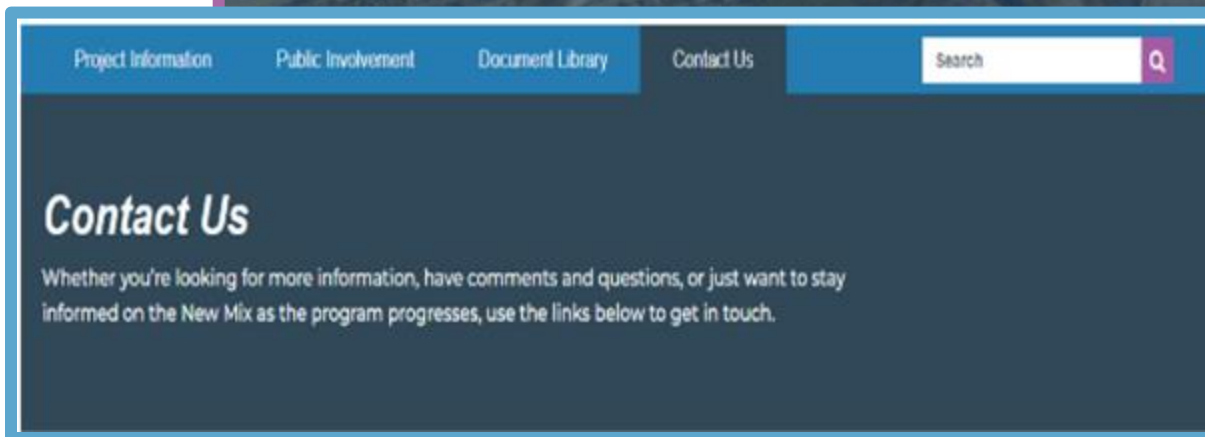 Project Information Public Involvement Document Library Contact Us Search
Contact Us
Whether you're looking for more information, have comments and questions, or just want to stay
informed on the New Mix as the program progresses, use the links below to get in touch.